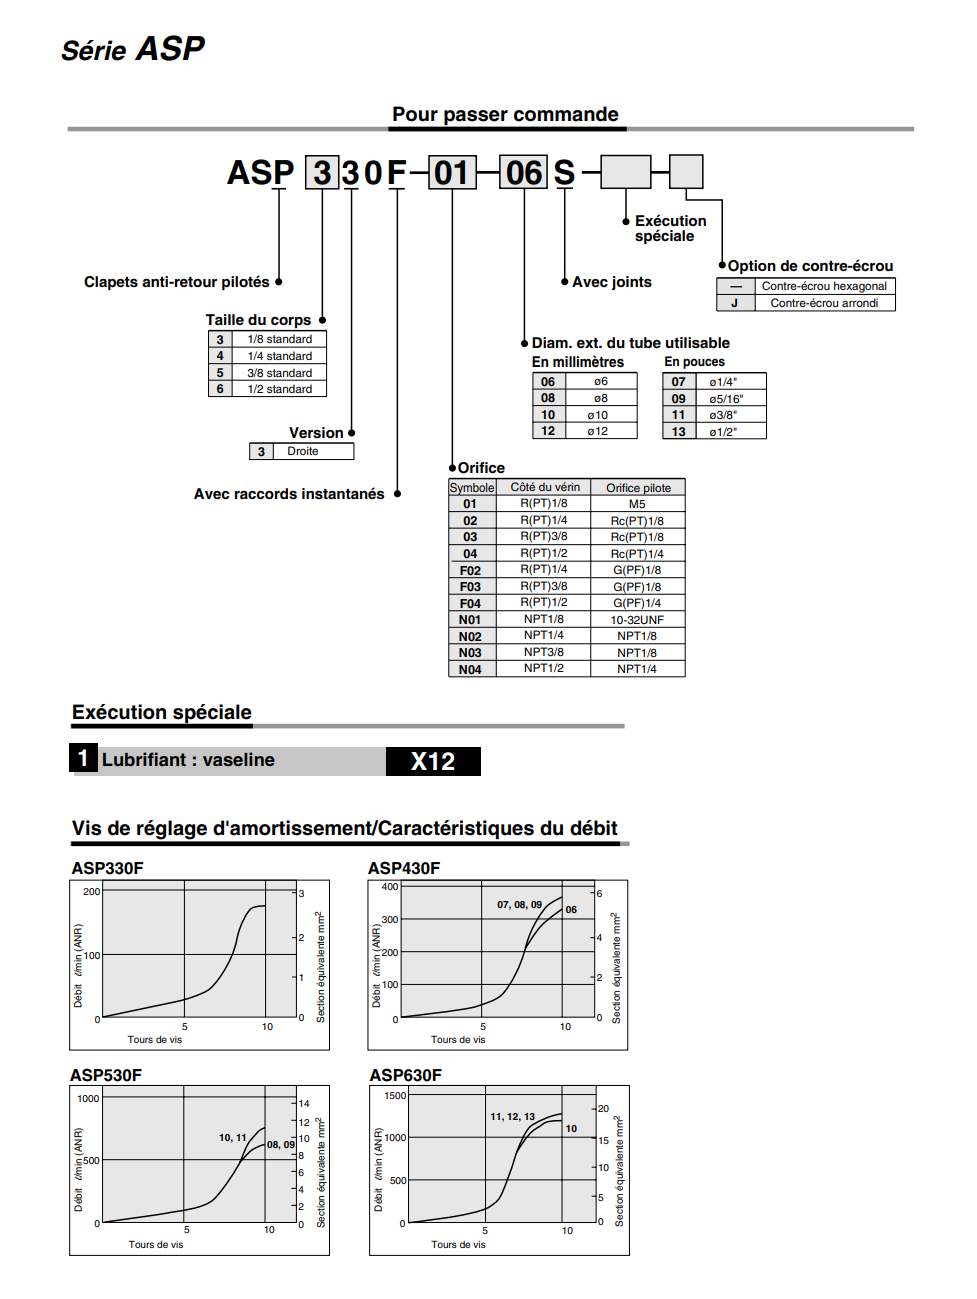 Série ASP
Pour passer commande
ASP 3 3 0 F - 01 - 06 S -
Exécution
spéciale
Option de contre-écrou
— Contre-écrou hexagonal
J Contre-écrou arrondi
Clapets anti-retour pilotés
Avec joints
Taille du corps
3 1/8 standard
4 1/4 standard
5 3/8 standard
6 1/2 standard
Diam. ext. du tube utilisable
En millimètres En pouces
06 ø6 07 ø1/4"
08 ø8 09 ø5/16"
10 ø10 11 ø3/8"
12 ø12 13 ø1/2"
Version
3 Droite
Avec raccords instantanés
Orifice
Symbole Côté du vérin Orifice pilote
01 R(PT)1/8 M5
02 R(PT)1/4 Rc(PT)1/8
03 R(PT)3/8 Rc(PT)1/8
04 R(PT)1/2 Rc(PT)1/4
F02 R(PT)1/4 G(PF)1/8
F03 R(PT)3/8 G(PF)1/8
F04 R(PT)1/2 G(PF)1/4
N01 NPT1/8 10-32UNF
N02 NPT1/4 NPT1/8
N03 NPT3/8 NPT1/8
N04 NPT1/2 NPT1/4
Exécution spéciale
1 Lubrifiant : vaseline X12
Vis de réglage d'amortissement/Caractéristiques du débit
ASP330F
Débit ℓ/min (ANR)
200
100
0
5 10
Tours de vis
3
2
1
0
Section équivalente mm2
ASP430F
Débit ℓ/min (ANR)
400
300
200
100
0
07, 08, 09
06
5 10
Tours de vis
6
4
2
0
Section équivalente mm2
ASP530F
Débit ℓ/min (ANR)
1000
500
0
10, 11
08, 09
5 10
Tours de vis
14
12
10
8
6
4
2
0
Section équivalente mm2
ASP630F
Débit ℓ/min (ANR)
1500
1000
500
0
11, 12, 13
10
5 10
Tours de vis
20
15
10
5
0
Section équivalente mm2